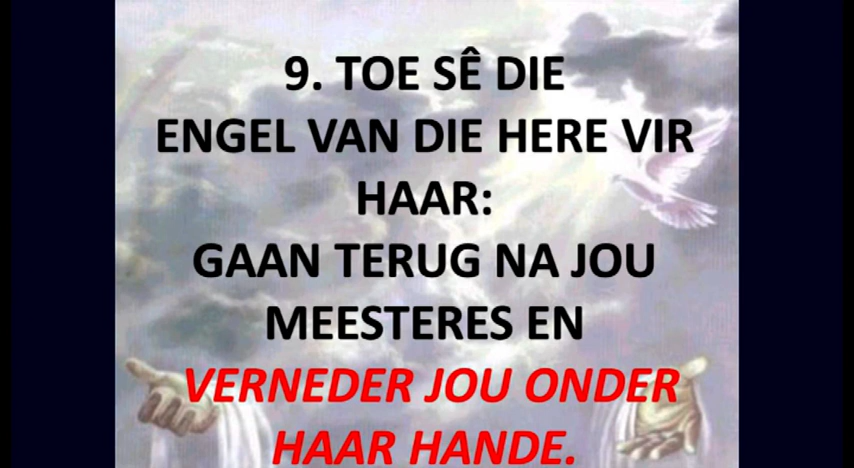 9. TOE SÊ DIE
ENGEL VAN DIE HERE VIR
HAAR:
GAAN TERUG NA JOU
MEESTERES EN
VERNEDER JOU ONDER
HAAR HANDE.